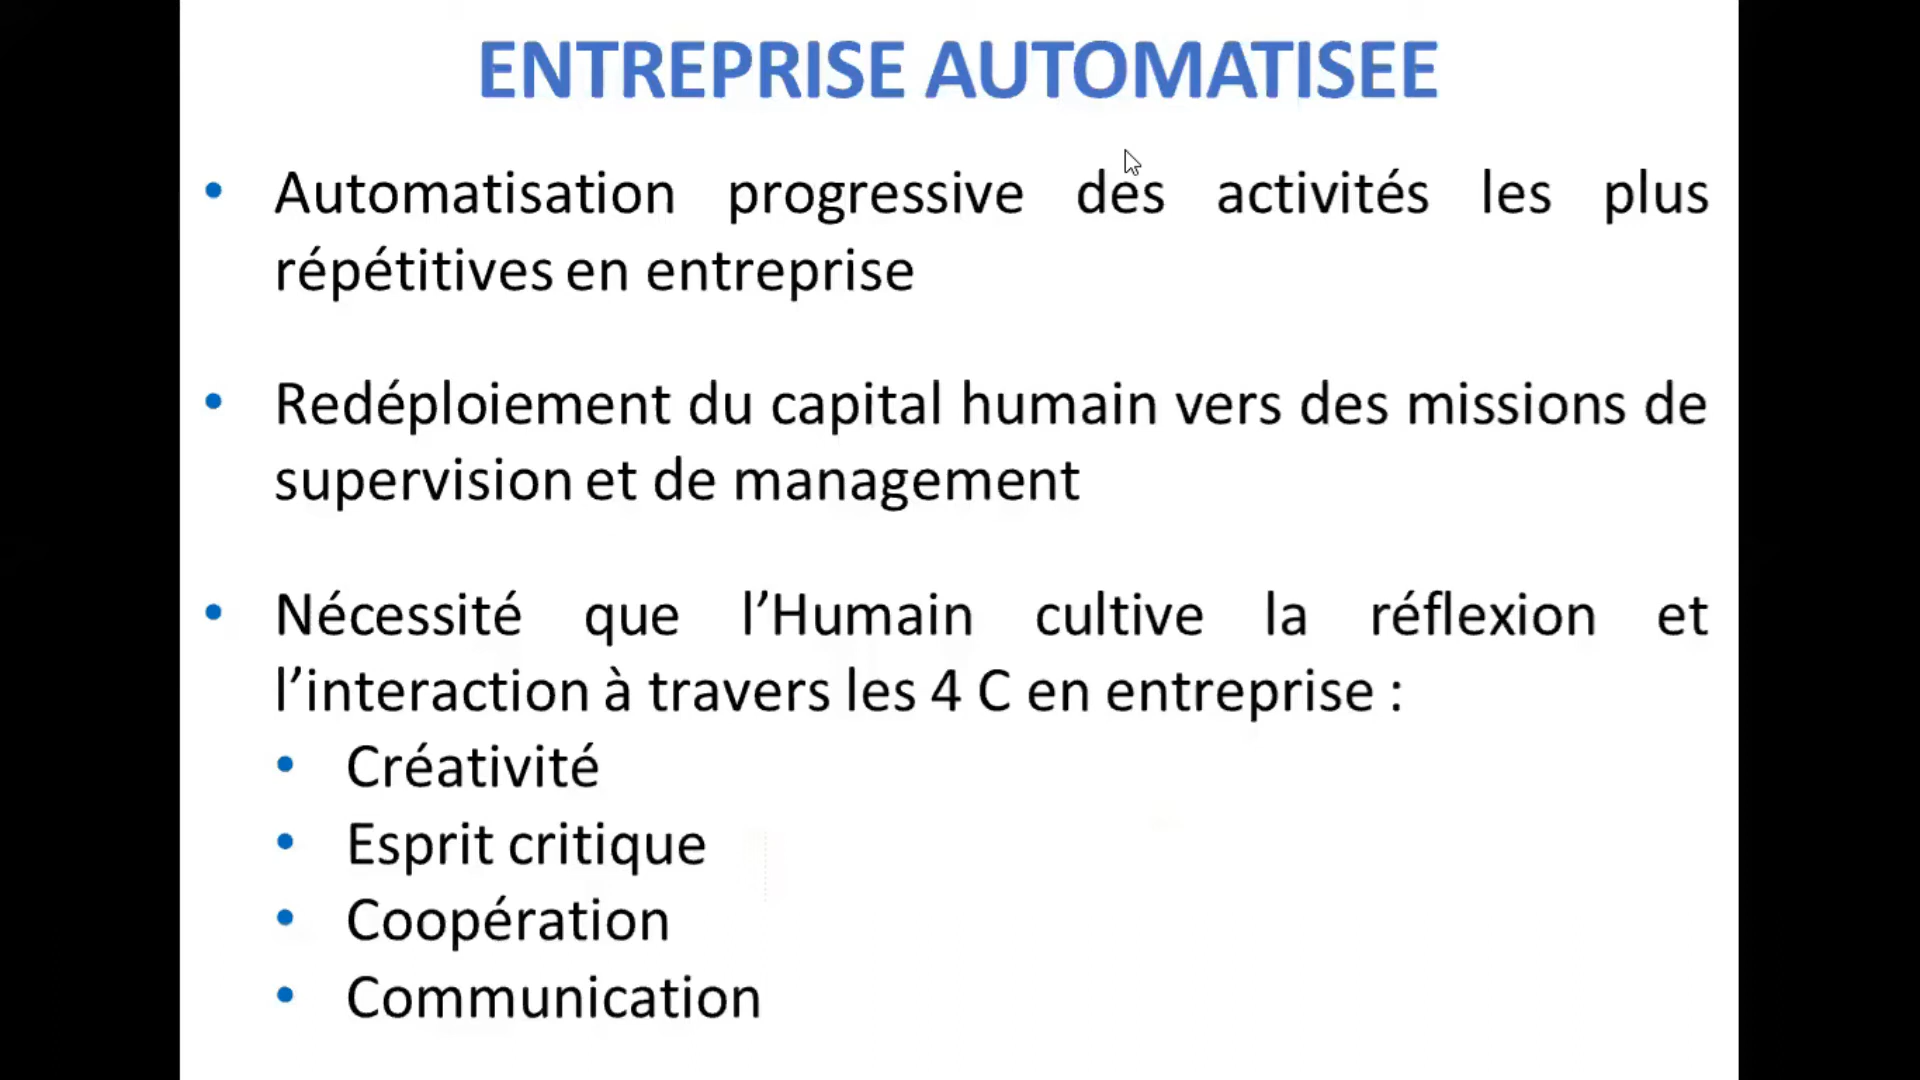 ENTREPRISE AUTOMATISEE
• Automatisation progressive des activités les plus
répétitives en entreprise
• Redéploiement du capital humain vers des missions de
supervision et de management
• Nécessité que l’Humain cultive la réflexion et
l’interaction à travers les 4 C en entreprise :
• Créativité
• Esprit critique
• Coopération
• Communication